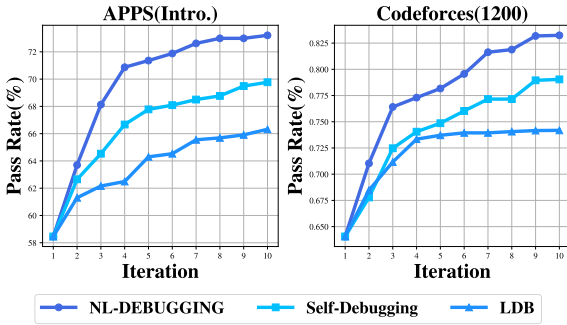 APPS(Intro.)
Pass Rate(%)
72
70
68
66
64
62
60
58
1 2 3 4 5 6 7 8 9 10
Iteration
Codeforces(1200)
Pass Rate(%)
0.825
0.800
0.775
0.750
0.725
0.700
0.675
0.650
1 2 3 4 5 6 7 8 9 10
Iteration
NL-DEBUGGING Self-Debugging LDB